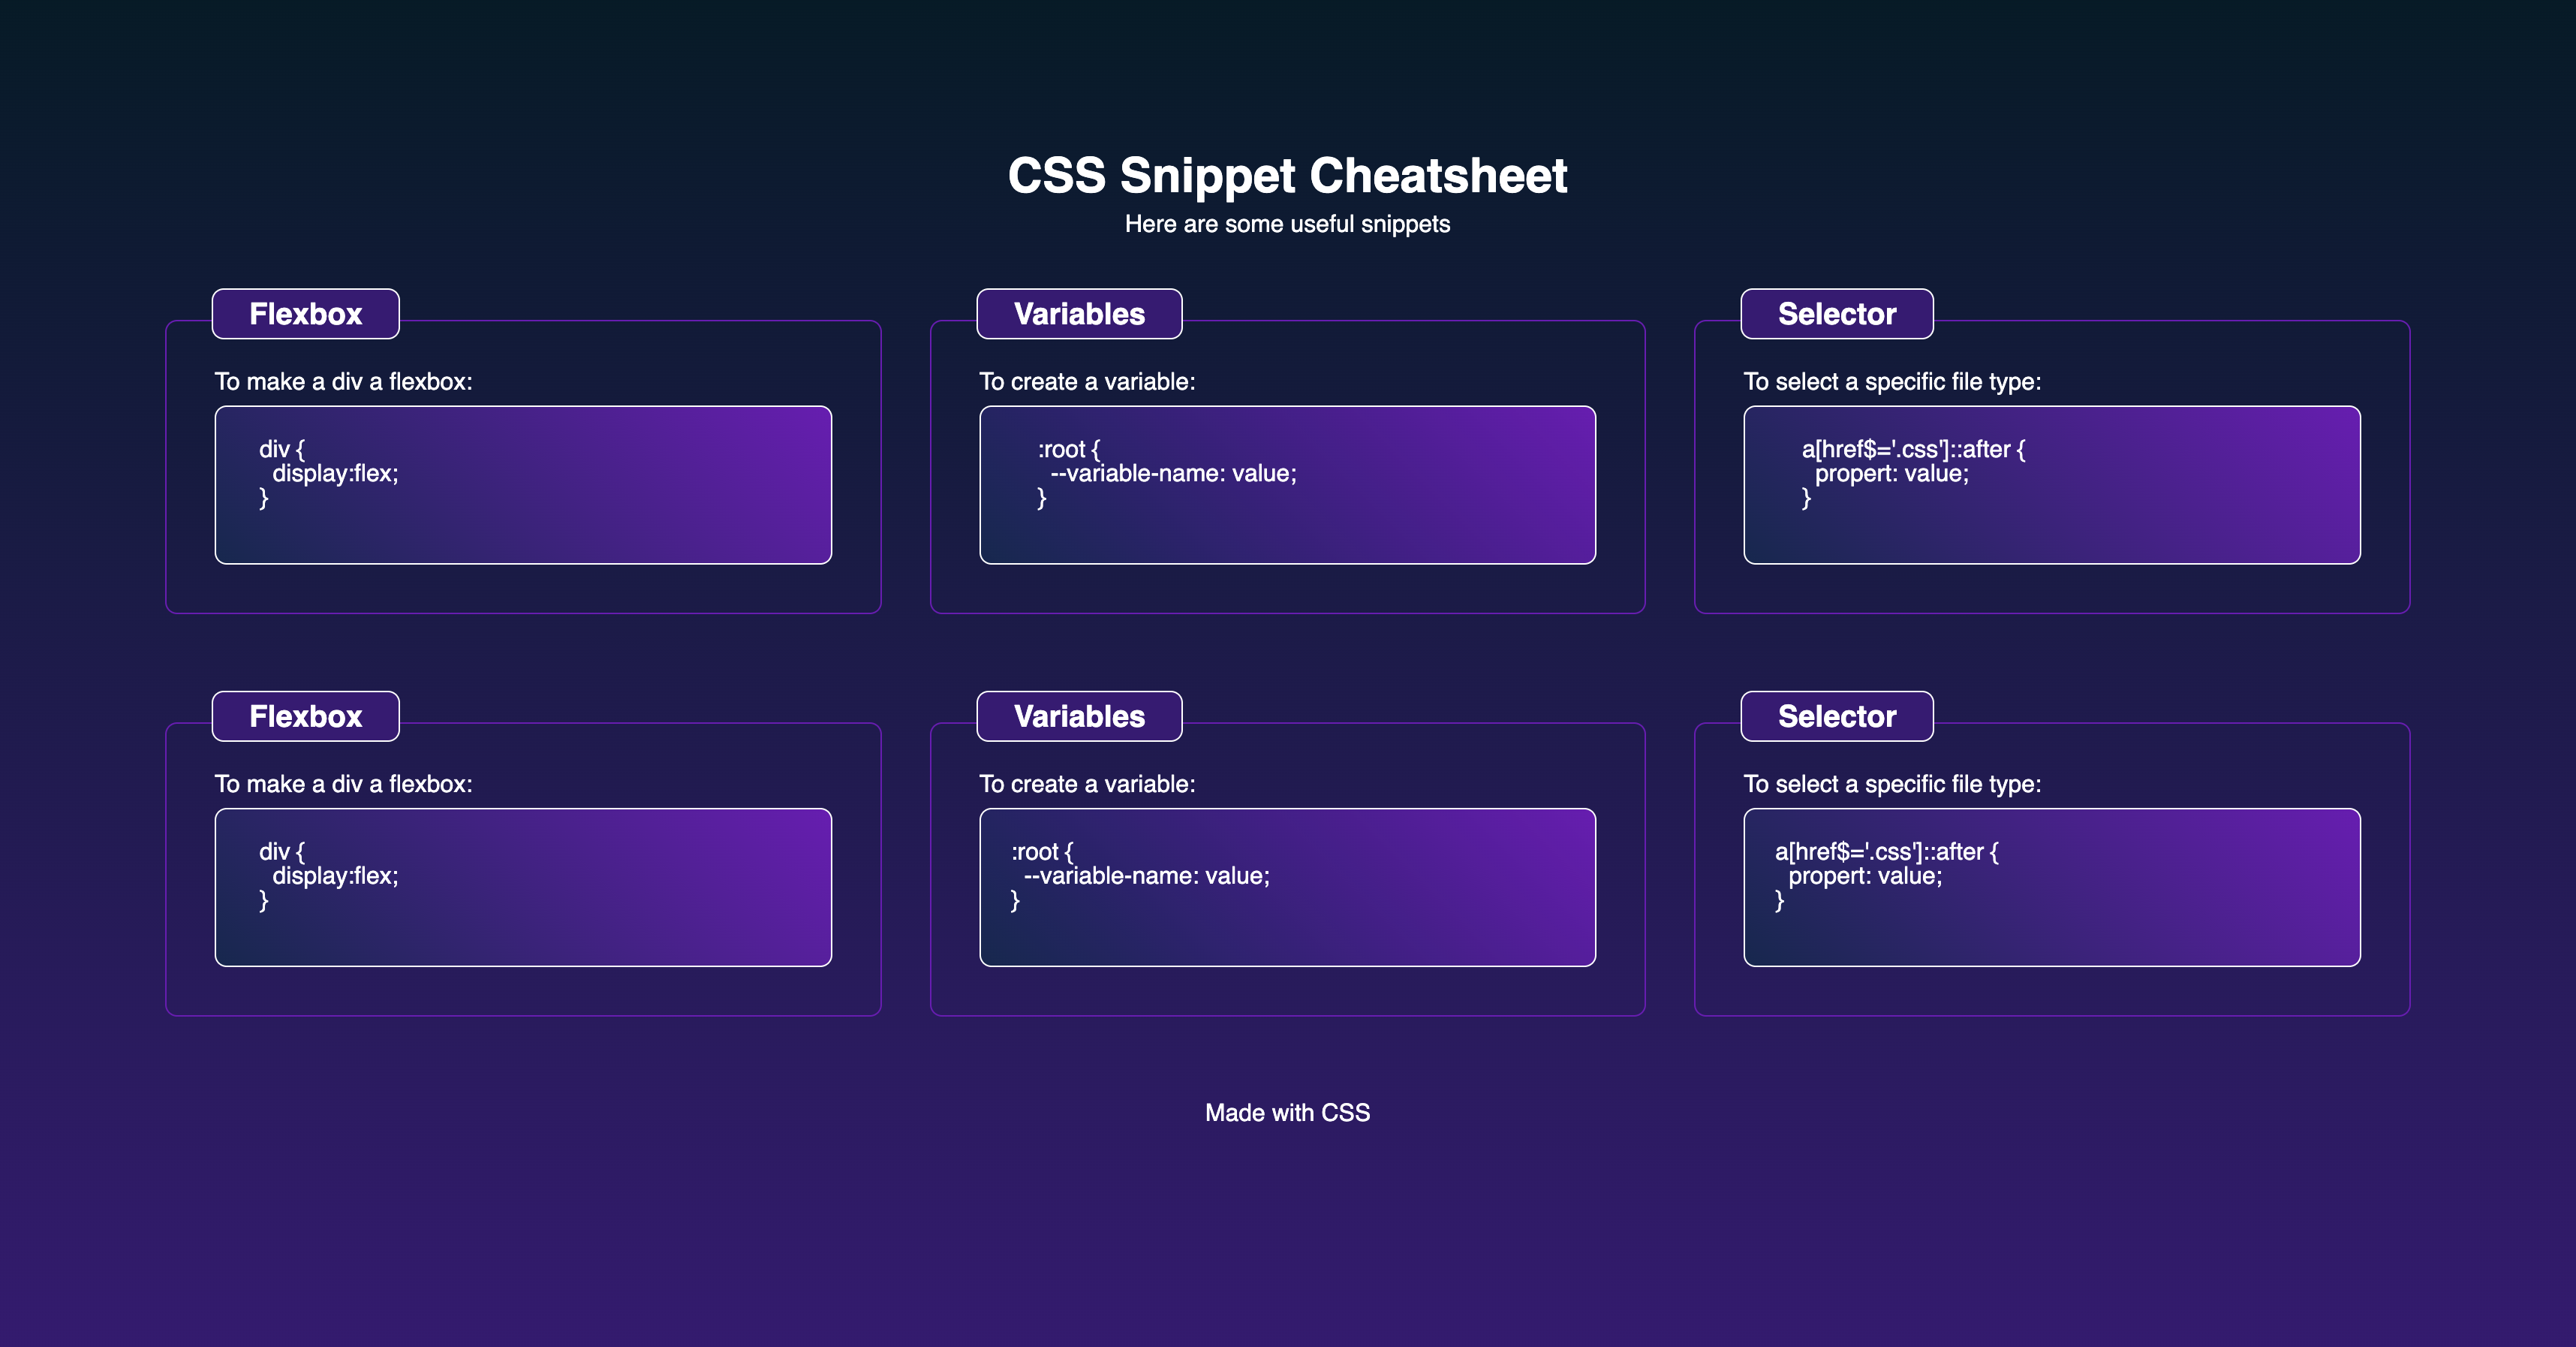 CSS Snippet Cheatsheet
Here are some useful snippets
Flexbox
To make a div a flexbox:
div {
display:flex;
}
Variables
To create a variable:
:root {
--variable-name: value;
}
Selector
To select a specific file type:
a[href$='.css']::after {
propert: value;
}
Flexbox
To make a div a flexbox:
div {
display:flex;
}
Variables
To create a variable:
:root {
--variable-name: value;
}
Selector
To select a specific file type:
a[href$='.css']::after {
propert: value;
}
Made with CSS